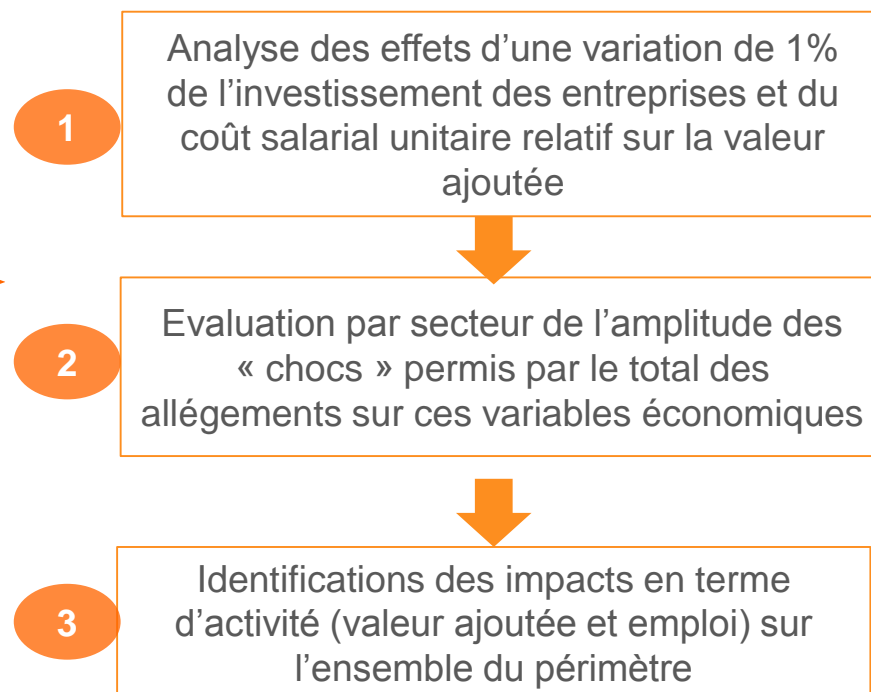 1
Analyse des effets d’une variation de 1%
de l’investissement des entreprises et du
coût salarial unitaire relatif sur la valeur
ajoutée
2
Evaluation par secteur de l’amplitude des
« chocs » permis par le total des
allégements sur ces variables économiques
3
Identifications des impacts en terme
d’activité (valeur ajoutée et emploi) sur
l’ensemble du périmètre